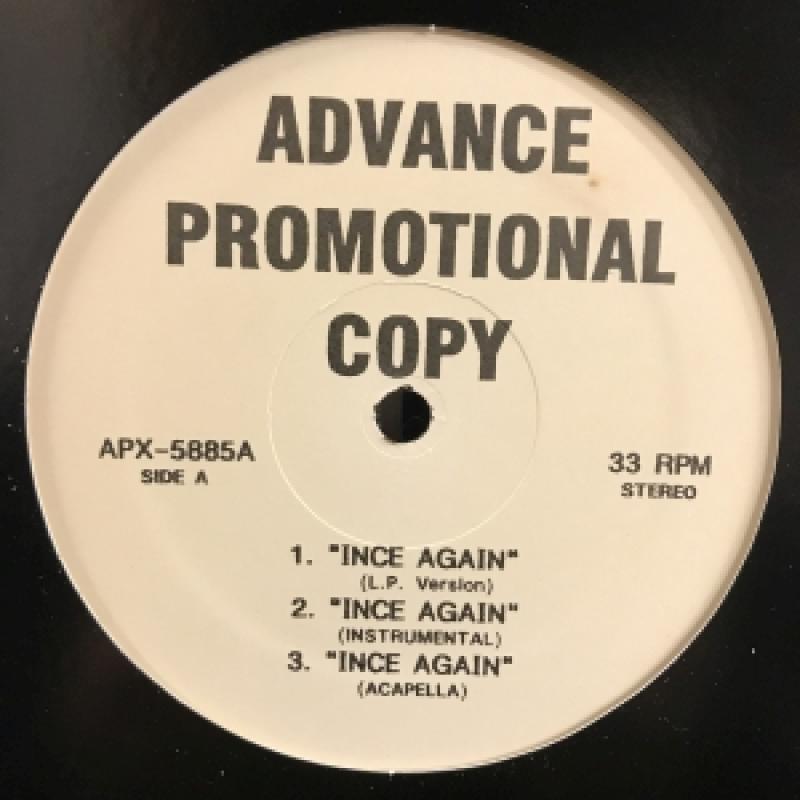 ADVANCE
PROMOTIONAL
COPY
APX-5885A
SIDE A
33 RPM
STEREO
1. "INCE AGAIN"
(L.P. Version)
2. "INCE AGAIN"
(INSTRUMENTAL)
3. "INCE AGAIN"
(ACAPELLA)